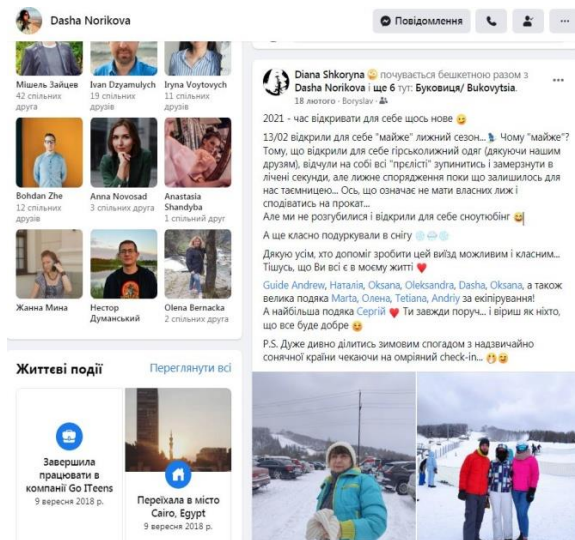 Dasha Norikova
Повідомлення
Мішель Зайцев
42 спільних
друга
Ivan Dzyamulych
19 спільних
друзів
Iryna Voytovych
11 спільних
друзів
Bohdan Zhe
12 спільних
друзів
Anna Novosad
3 спільних друга
Anastasia
Shandyba
1 спільний друг
Жанна Мина
Нестор
Думанський
Olena Bernacka
2 спільних друга
Життєві події
Переглянути всі
Завершила
працювати в
компанії Go ITeens
9 вересня 2018 р.
Переїхала в місто
Cairo, Egypt
9 вересня 2018 р.
Diana Shkoryna почувається бешкетною разом з
Dasha Norikova и ще 6 тут: Буковиця/ Bukovytsia.
18 лютого · Boryslav ·
2021 - час відкривати для себе щось нове
13/02 відкрили для себе "майже" лижний сезон... Чому "майже"?
Тому, що відкрили для себе гірськолижний одяг (дякуючи нашим
друзям), відчули на собі всі "прєлісті" зупинитись і замерзнути в
лічені секунди, але лижне спорядження поки що залишилось для
нас таємницею... Ось, що означає не мати власних лиж і
сподіватись на прокат...
Але ми не розгубилися і відкрили для себе сноутюбінг
А ще класно подуркували в снігу
Дякую усім, хто допоміг зробити цей виїзд можливим і класним...
Тішусь, що Ви всі є в моєму житті
Guide Andrew, Наталія, Oksana, Oleksandra, Dasha, Oksana, а також
велика подяка Marta, Олена, Tetiana, Andriy за екіпірування!
А найбільша подяка Сергій Ти завжди поруч... і віриш як ніхто,
що все буде добре
P.S. Дуже дивно ділитись зимовим спогадом з надзвичайно
сонячної країни чекаючи на омріяний check-in...